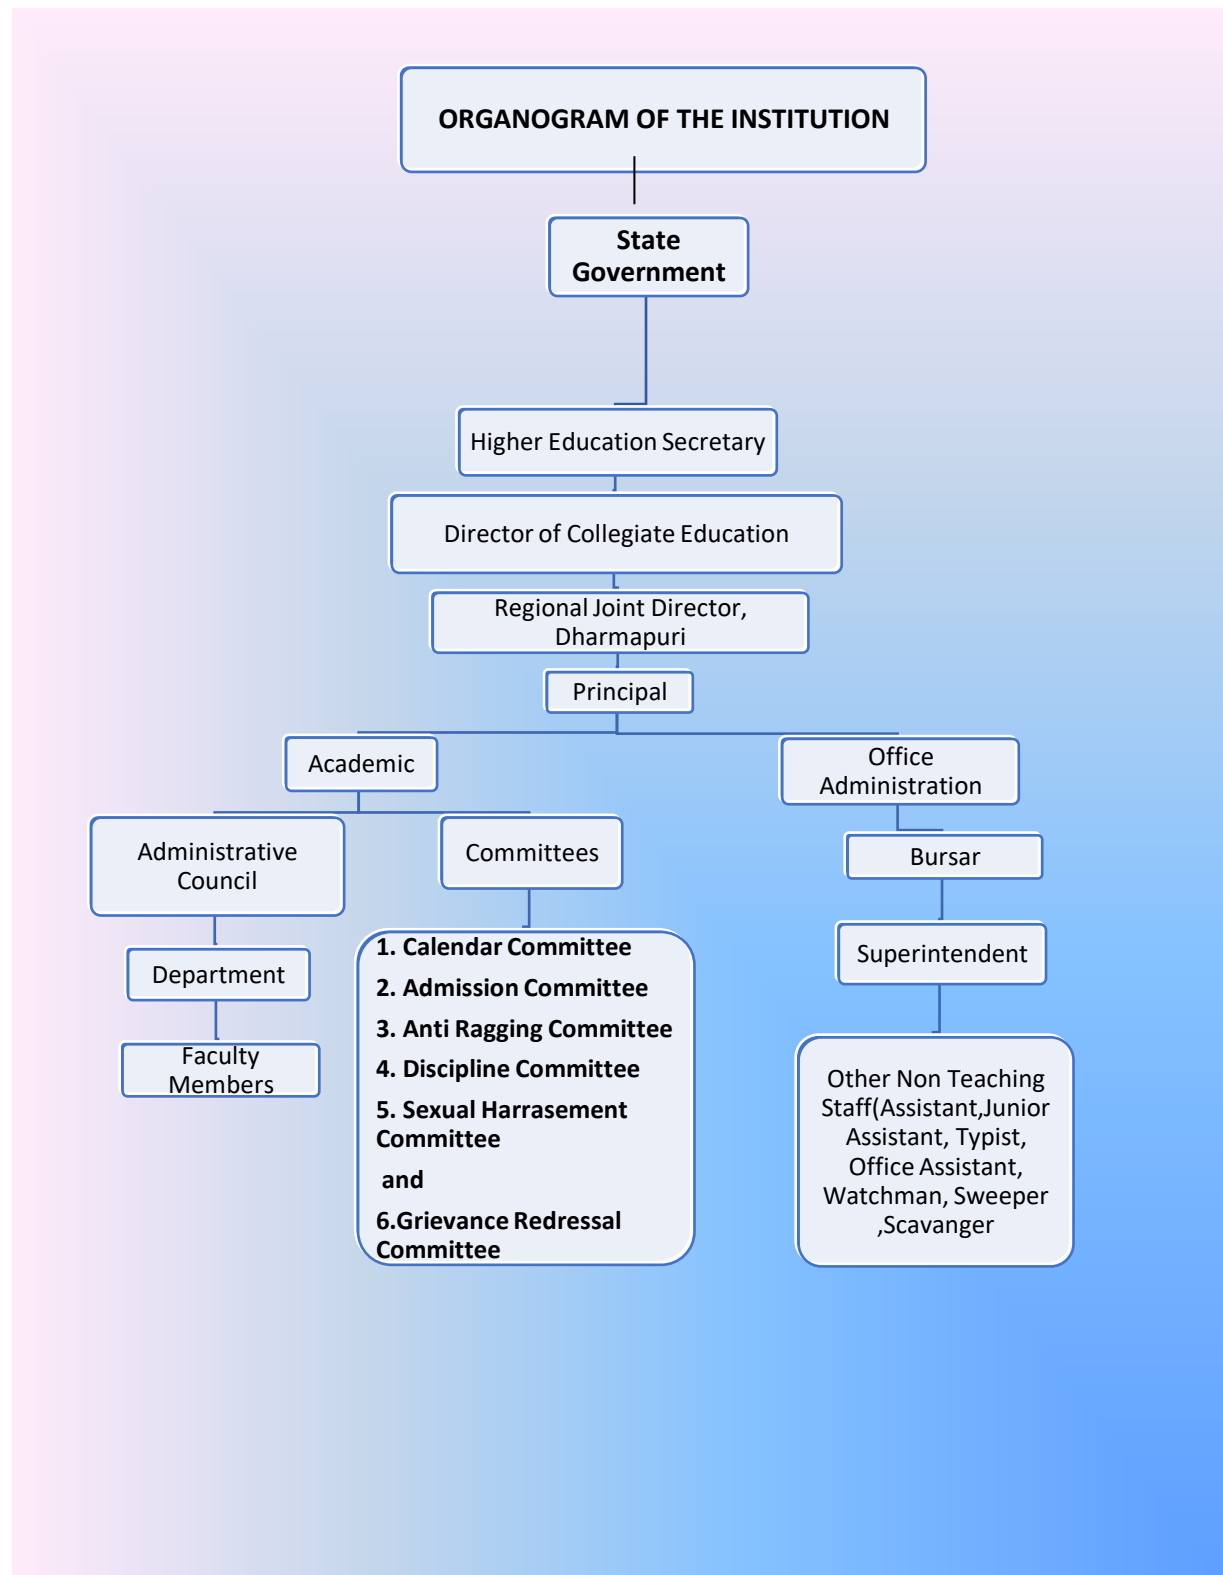 ORGANOGRAM OF THE INSTITUTION
State
Government
Higher Education Secretary
Director of Collegiate Education
Regional Joint Director,
Dharmapuri
Principal
Academic
Office
Administration
Administrative
Council
Committees
Bursar
Department
Superintendent
Faculty
Members
1. Calendar Committee
2. Admission Committee
3. Anti Ragging Committee
4. Discipline Committee
5. Sexual Harrasement
Committee
and
6.Grievance Redressal
Committee
Other Non Teaching
Staff(Assistant,Junior
Assistant, Typist,
Office Assistant,
Watchman, Sweeper
,Scavanger